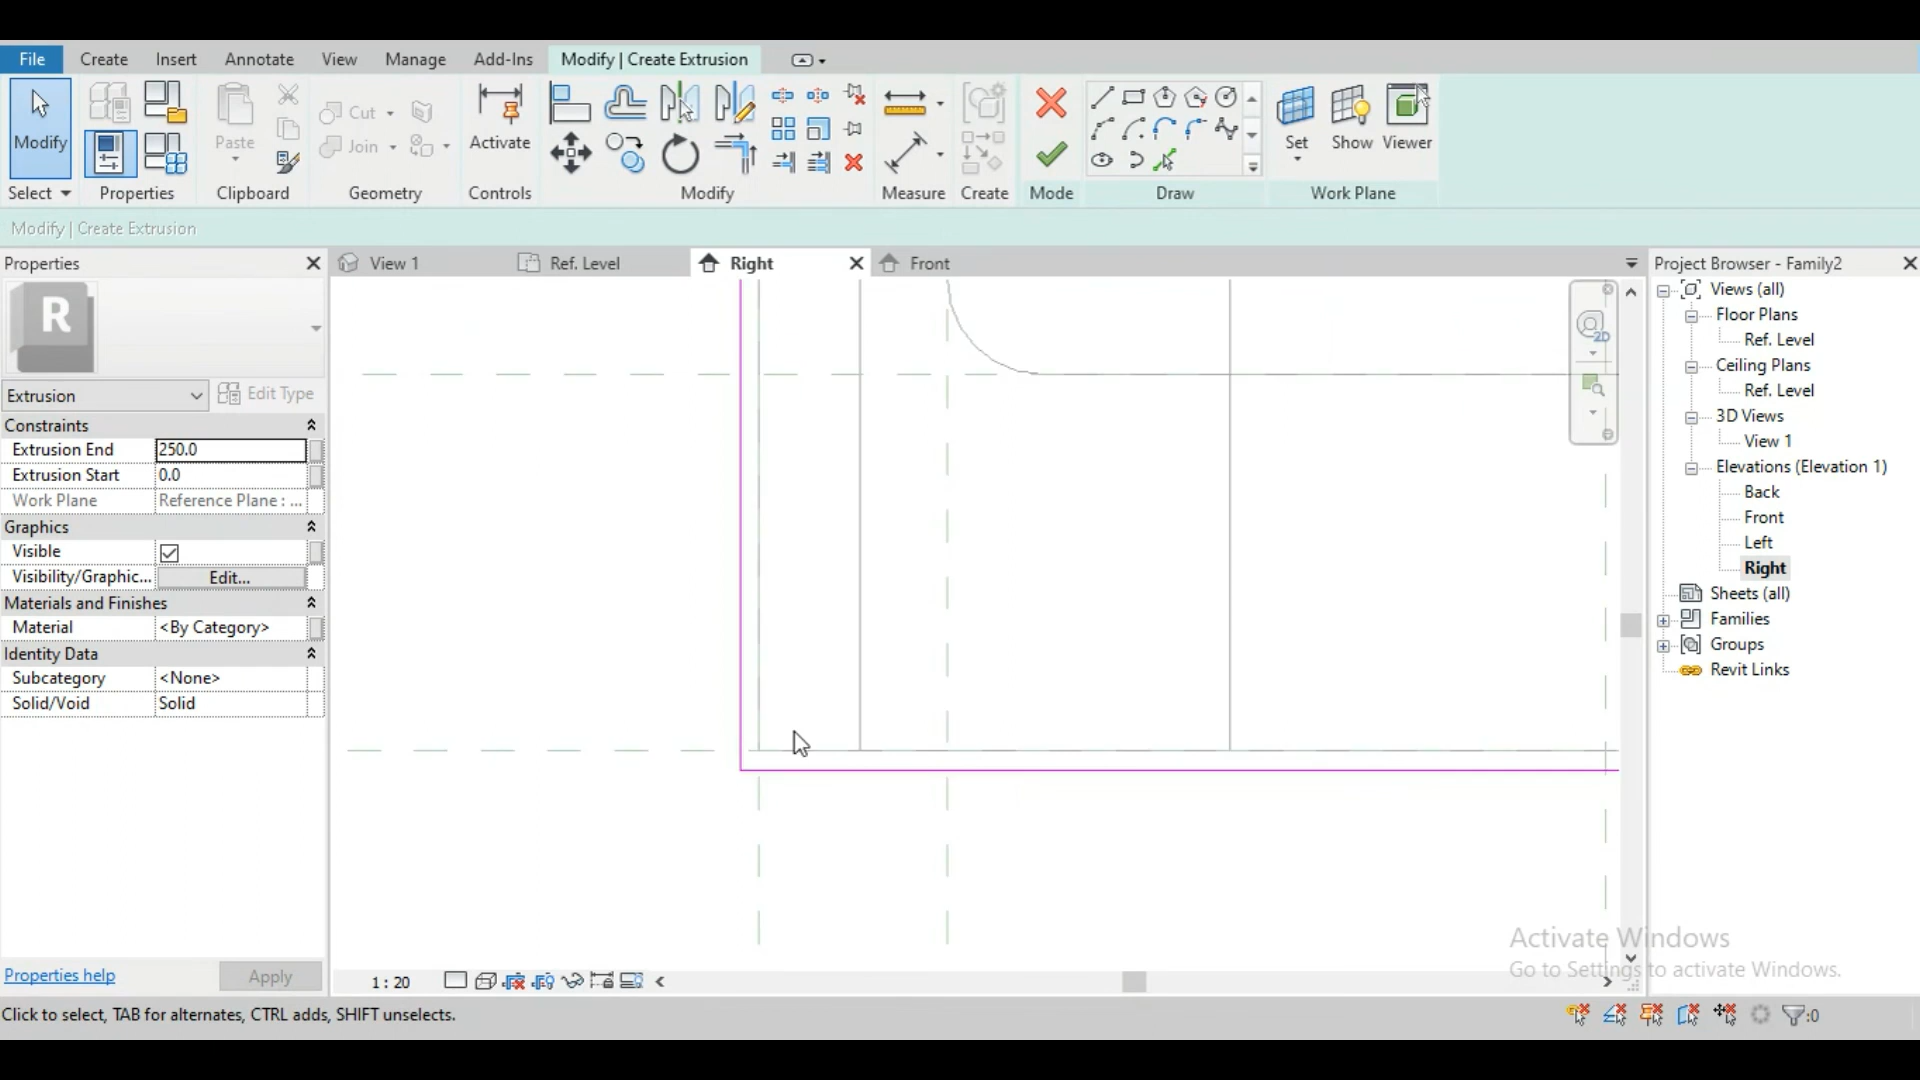 File Create Insert Annotate View Manage Add-Ins Modify | Create Extrusion
Modify Paste Cut Join Activate Set Show Viewer
Select Properties Clipboard Geometry Controls Modify Measure Create Mode Draw Work Plane
Modify | Create Extrusion
Properties
View 1 Ref. Level Right Front
Project Browser - Family2
R
Extrusion Edit Type
Constraints
Extrusion End 250.0
Extrusion Start 0.0
Work Plane Reference Plane : ...
Graphics
Visible
Visibility/Graphic... Edit...
Materials and Finishes
Material <By Category>
Identity Data
Subcategory <None>
Solid/Void Solid
2D
Views (all)
Floor Plans
Ref. Level
Ceiling Plans
Ref. Level
3D Views
View 1
Elevations (Elevation 1)
Back
Front
Left
Right
Sheets (all)
Families
Groups
Revit Links
Activate Windows
Go to Settings to activate Windows.
Properties help Apply
1 : 20
Click to select, TAB for alternates, CTRL adds, SHIFT unselects.
:0